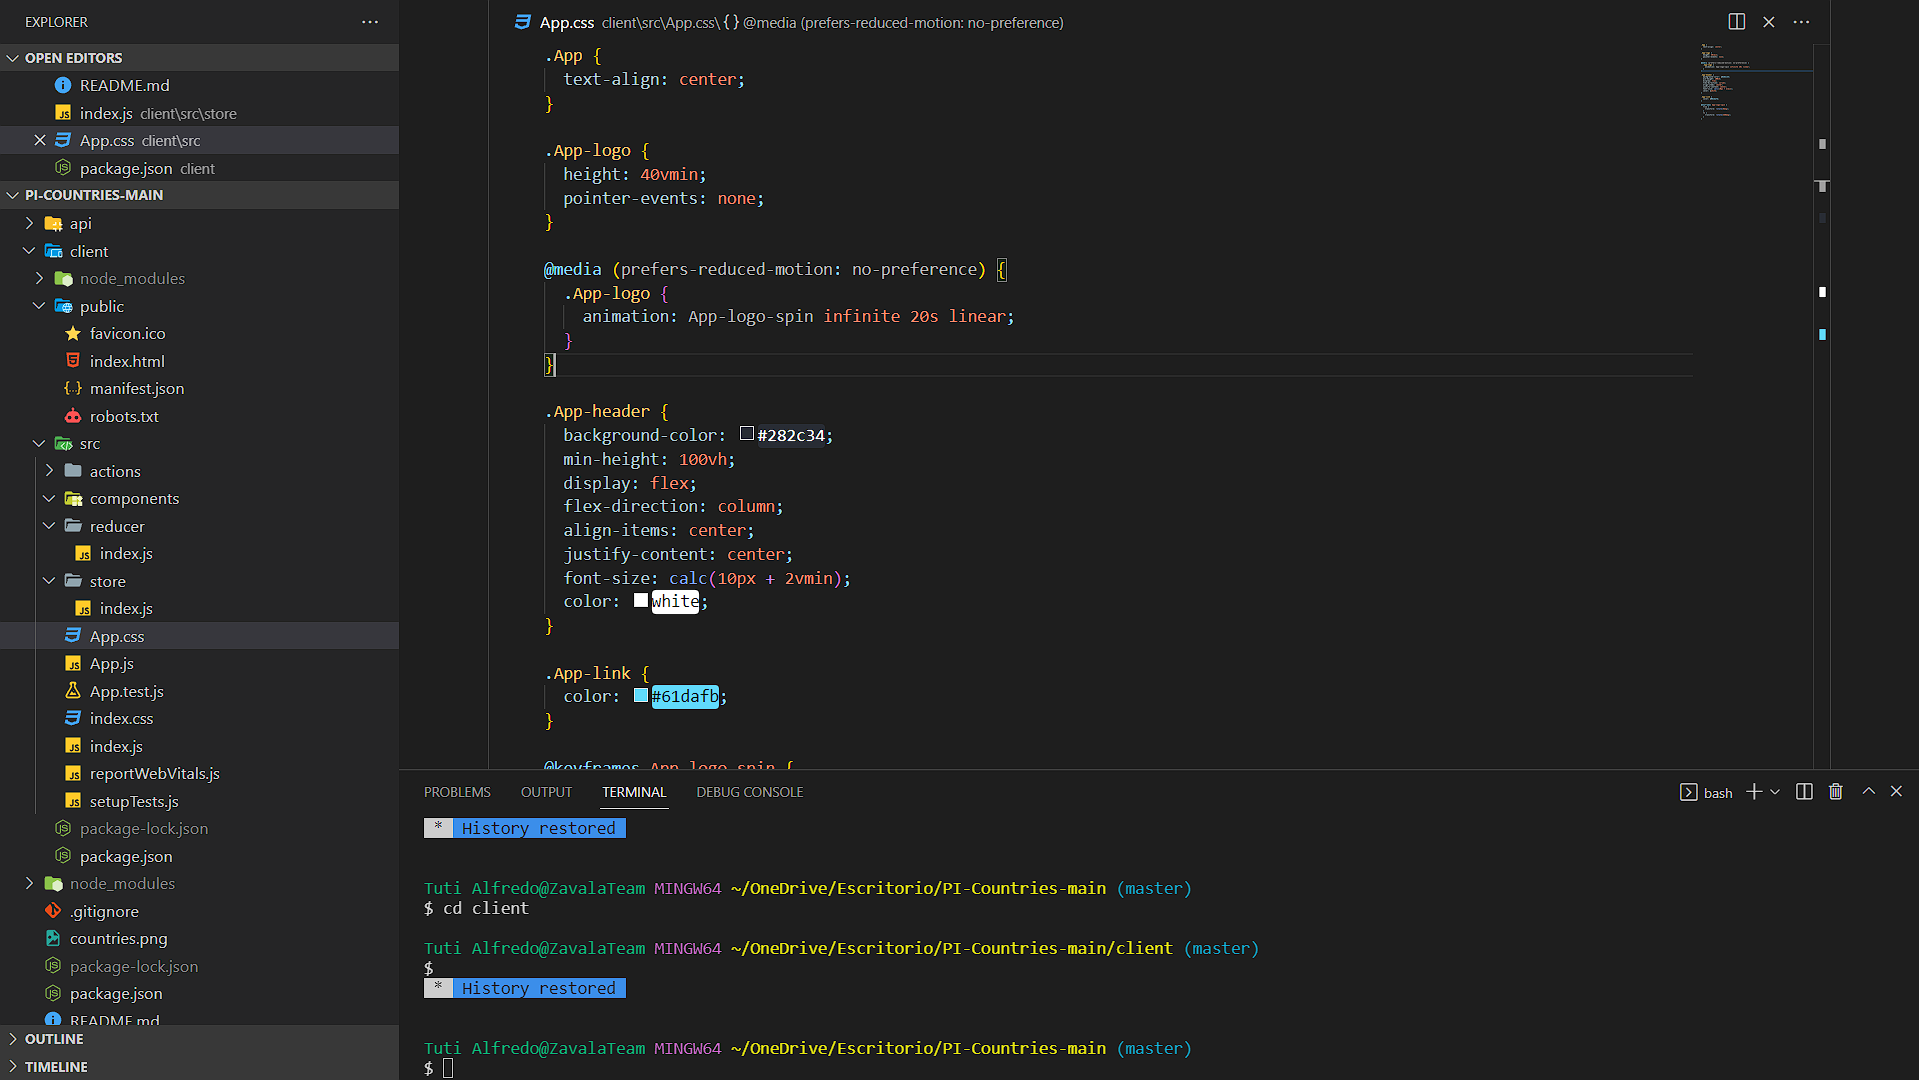 EXPLORER
OPEN EDITORS
README.md
index.js client\src\store
App.css client\src
package.json client
PI-COUNTRIES-MAIN
api
client
node_modules
public
favicon.ico
index.html
manifest.json
robots.txt
src
actions
components
reducer
index.js
store
index.js
App.css
App.js
App.test.js
index.css
index.js
reportWebVitals.js
setupTests.js
package-lock.json
package.json
node_modules
.gitignore
countries.png
package-lock.json
package.json
README.md
OUTLINE
TIMELINE
App.css client\src\App.css\{} @media (prefers-reduced-motion: no-preference)
.App {
text-align: center;
}
.App-logo {
height: 40vmin;
pointer-events: none;
}
@media (prefers-reduced-motion: no-preference) {
.App-logo {
animation: App-logo-spin infinite 20s linear;
}
}
.App-header {
background-color: #282c34;
min-height: 100vh;
display: flex;
flex-direction: column;
align-items: center;
justify-content: center;
font-size: calc(10px + 2vmin);
color: white;
}
.App-link {
color: #61dafb;
}
@keyframes App-logo-spin {
PROBLEMS OUTPUT TERMINAL DEBUG CONSOLE
bash
* History restored
Tuti Alfredo@ZavalaTeam MINGW64 ~/OneDrive/Escritorio/PI-Countries-main (master)
$ cd client
Tuti Alfredo@ZavalaTeam MINGW64 ~/OneDrive/Escritorio/PI-Countries-main/client (master)
$
* History restored
Tuti Alfredo@ZavalaTeam MINGW64 ~/OneDrive/Escritorio/PI-Countries-main (master)
$